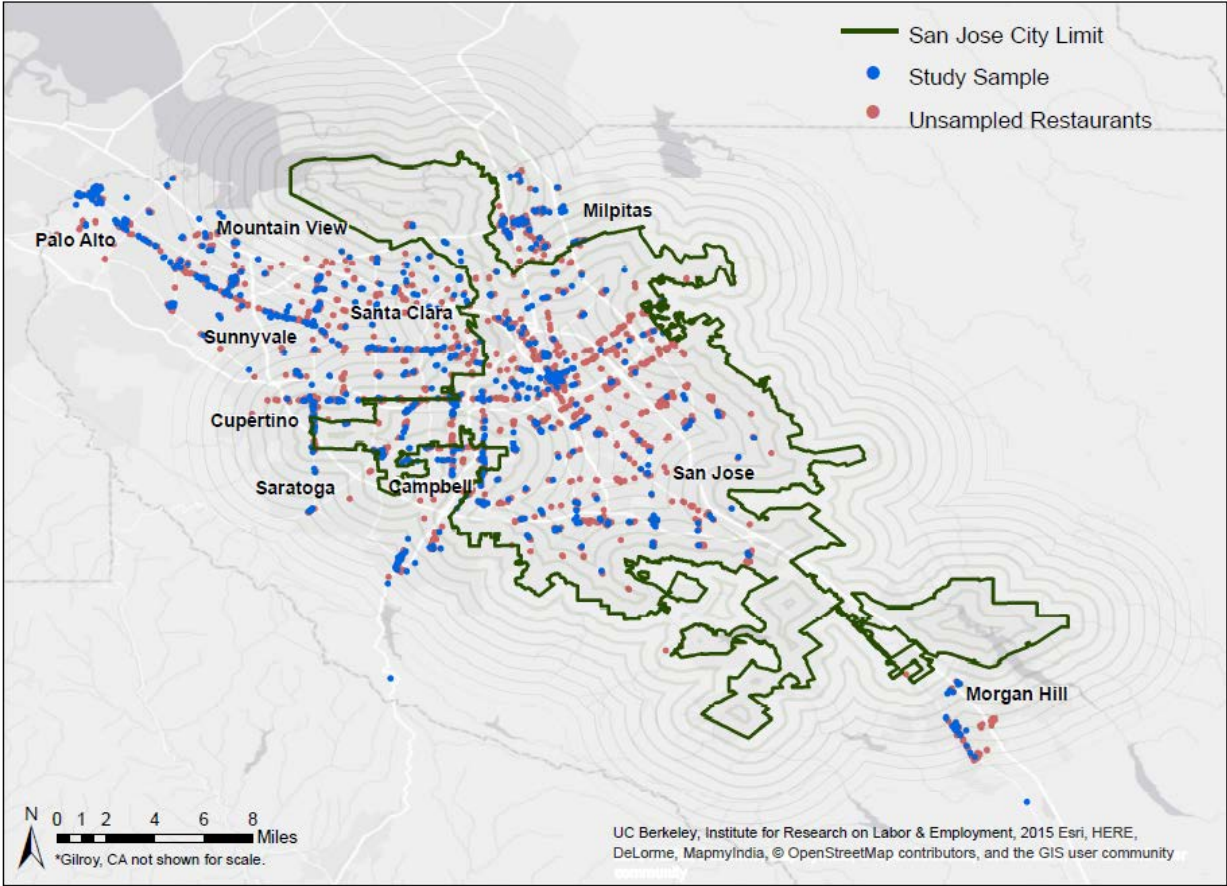 San Jose City Limit
Study Sample
Unsampled Restaurants
Milpitas
Mountain View
Palo Alto
Santa Clara
Sunnyvale
Cupertino
San Jose
Saratoga
Campbell
Morgan Hill
N
0 1 2 4 6 8
Miles
*Gilroy, CA not shown for scale.
UC Berkeley, Institute for Research on Labor & Employment, 2015 Esri, HERE,
DeLorme, MapmyIndia, © OpenStreetMap contributors, and the GIS user community
community